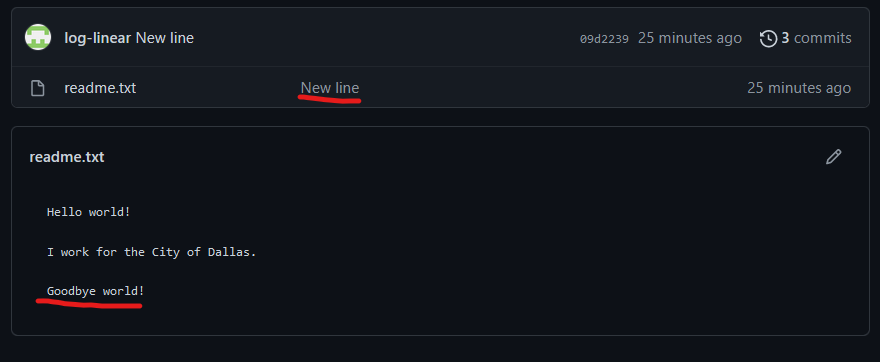 log-linear New line 09d2239 25 minutes ago 3 commits
readme.txt New line 25 minutes ago
readme.txt
Hello world!
I work for the City of Dallas.
Goodbye world!